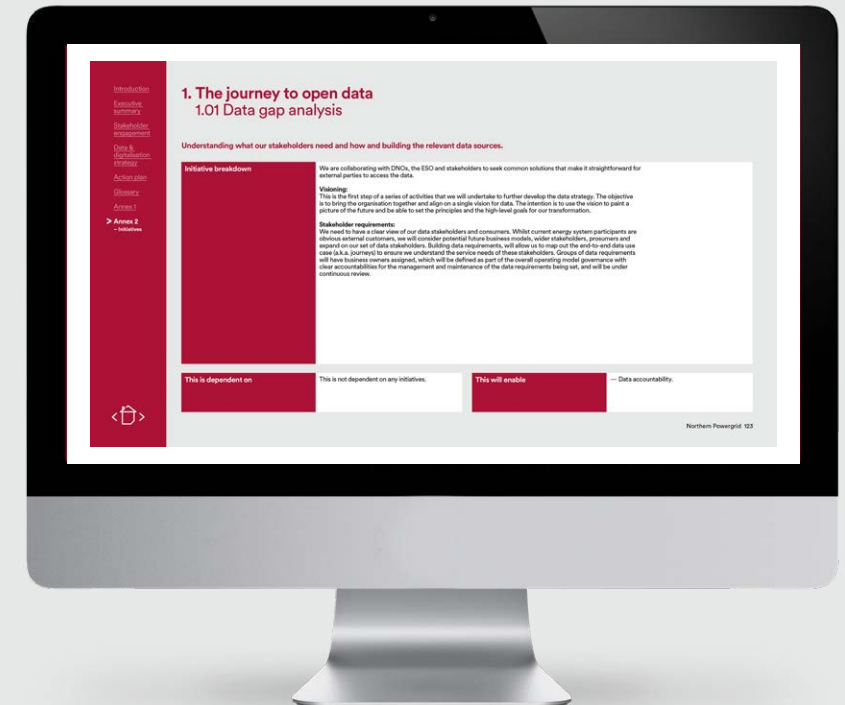 Introduction
Executive
summary
Stakeholder
engagement
Data &
digitalisation
strategy
Action plan
Glossary
Annex 1
> Annex 2
– Initiatives
1. The journey to open data
1.01 Data gap analysis
Understanding what our stakeholders need and how and building the relevant data sources.
Initiative breakdown
We are collaborating with DNOs, the ESO and stakeholders to seek common solutions that make it straightforward for
external parties to access the data.
Visioning:
This is the first step of a series of activities that we will undertake to further develop the data strategy. The objective
is to bring the organisation together and align on a single vision for data. The intention is to use the vision to paint a
picture of the future and be able to set the principles and the high-level goals for our transformation.
Stakeholder requirements:
We need to have a clear view of our data stakeholders and consumers. Whilst current energy system participants are
obvious external customers, we will consider potential future business models, wider stakeholders, prosumers and
expand on our set of data stakeholders. Building data requirements, will allow us to map out the end-to-end data use
case (a.k.a. journeys) to ensure we understand the service needs of these stakeholders. Groups of data requirements
will have business owners assigned, which will be defined as part of the overall operating model governance with
clear accountabilities for the management and maintenance of the data requirements being set, and will be under
continuous review.
This is dependent on
This is not dependent on any initiatives.
This will enable
— Data accountability.
Northern Powergrid 123